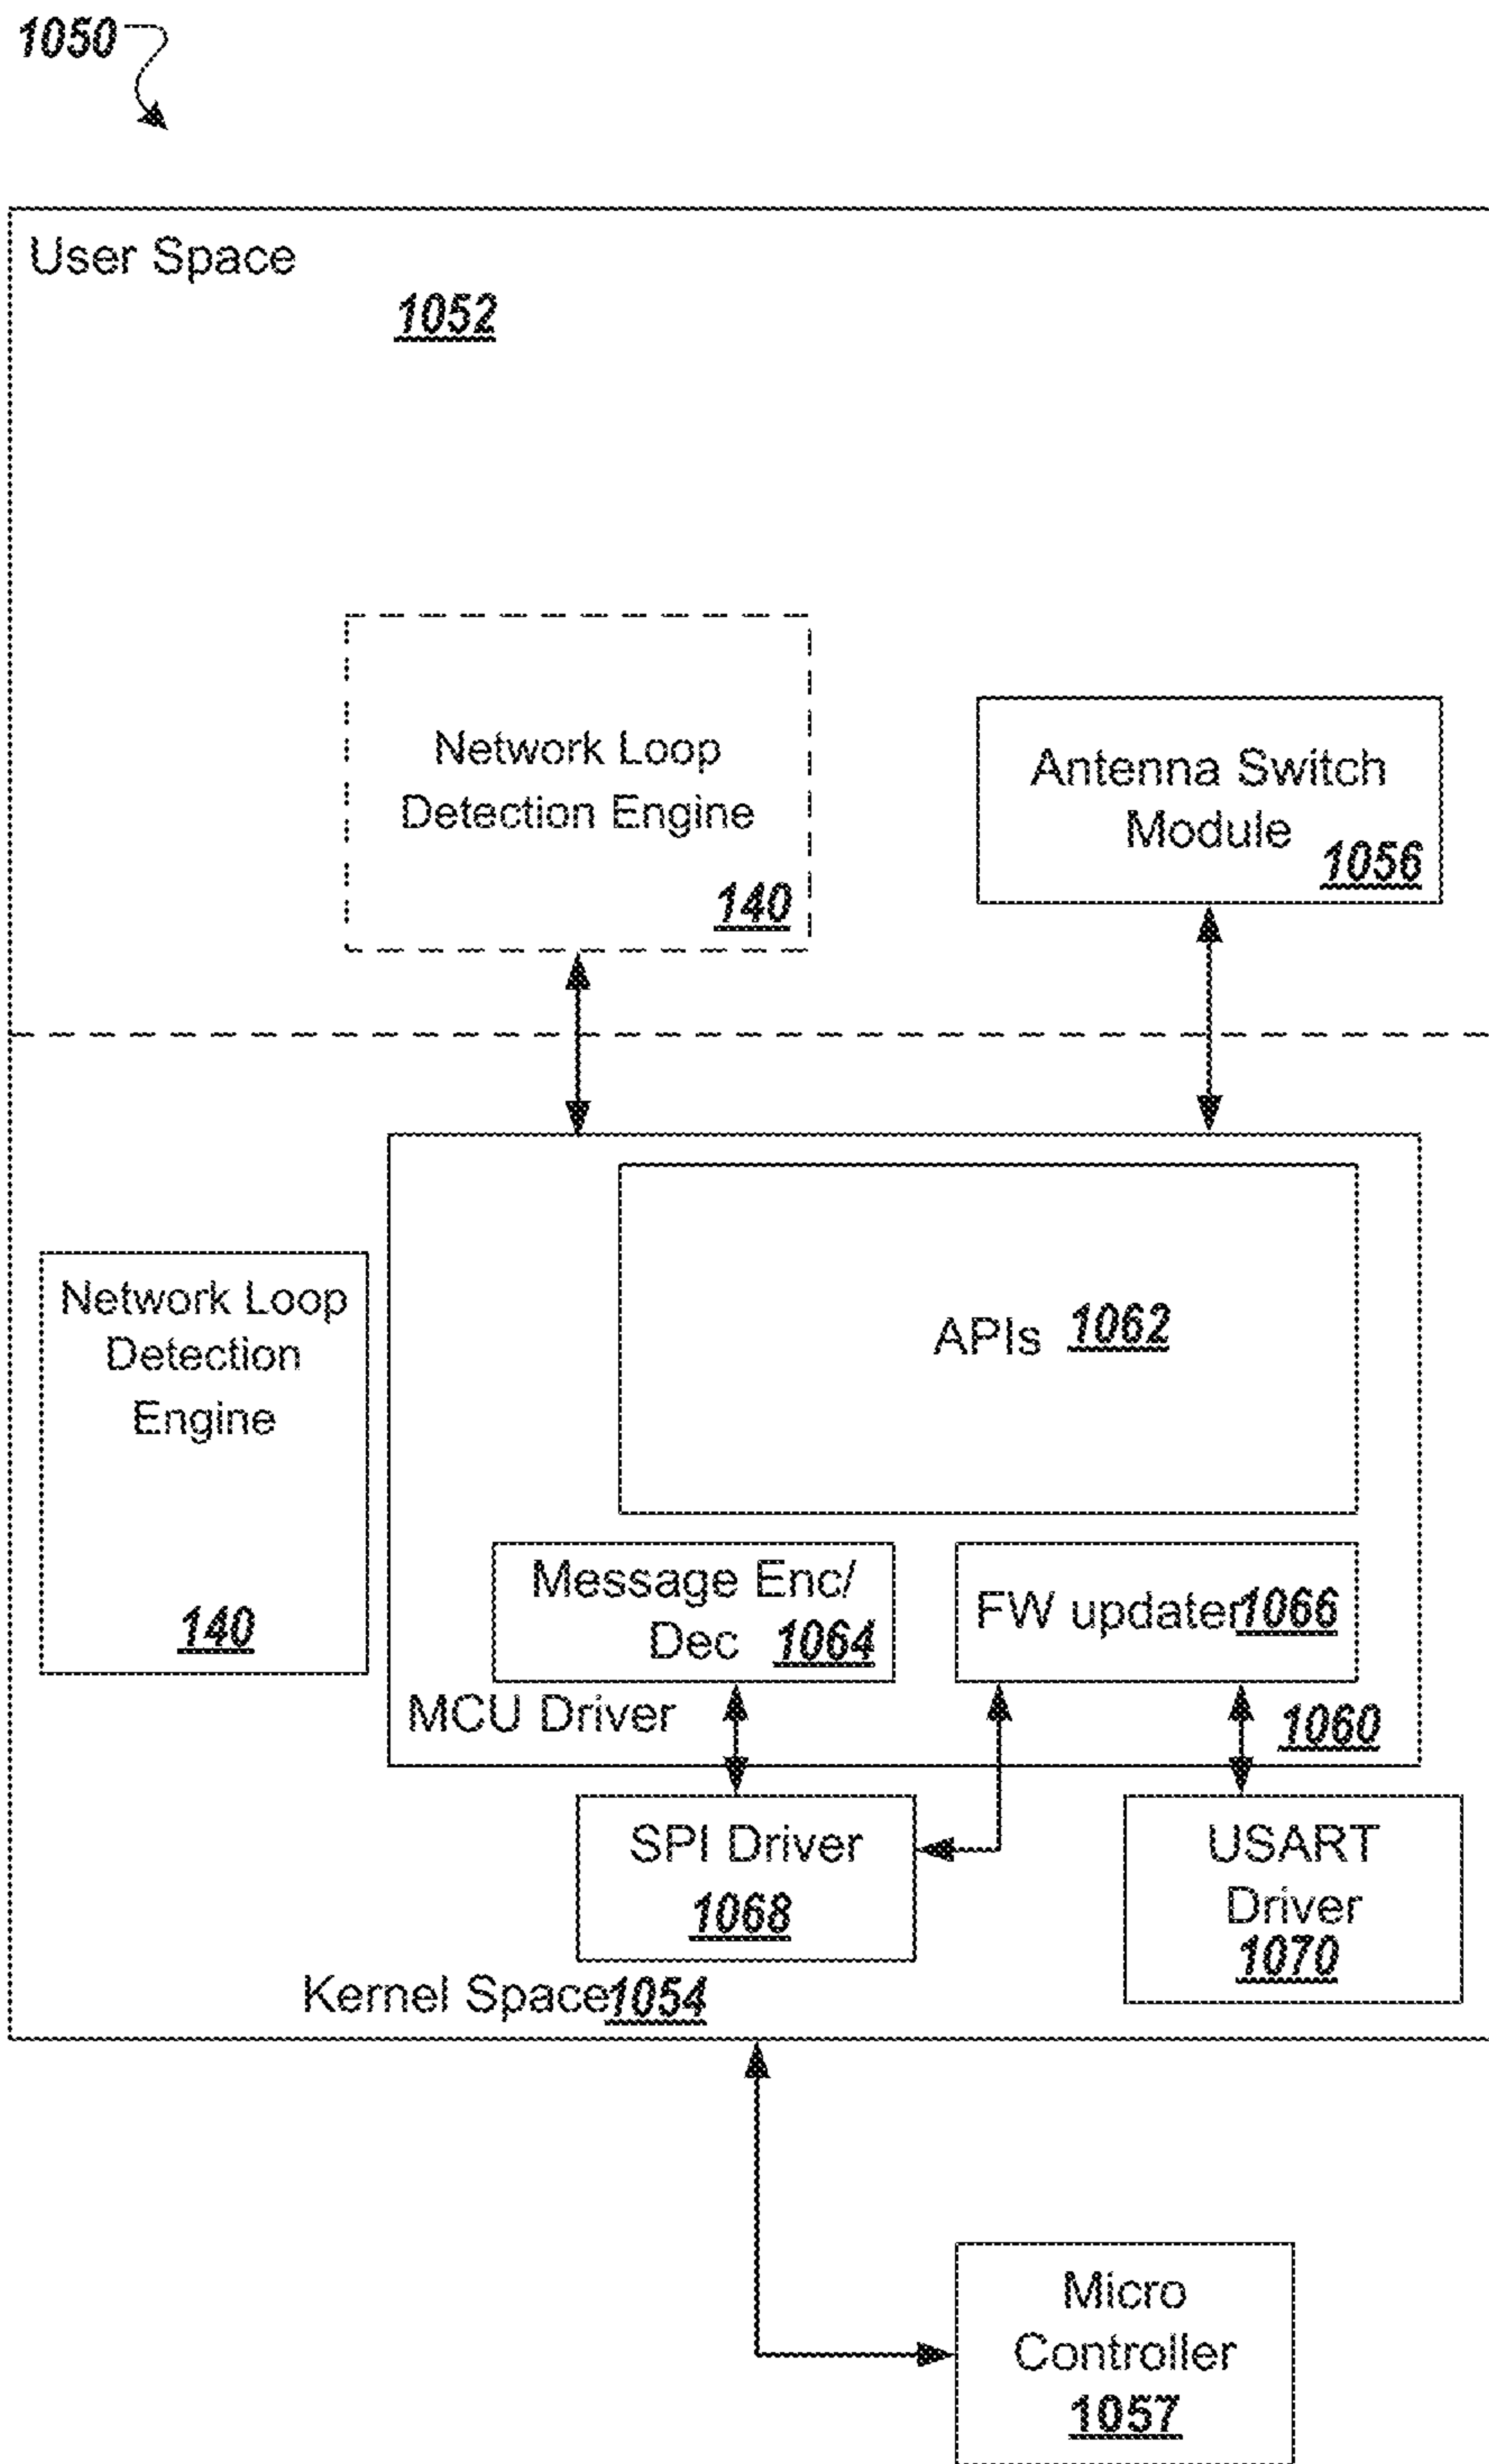 1050
User Space
1052
Network Loop
Detection Engine
140
Antenna Switch
Module
1056
APIs 1062
Network Loop
Detection
Engine
140
Message Enc/
Dec 1064
FW updater 1066
MCU Driver
1060
SPI Driver
1068
USART
Driver
1070
Kernel Space 1054
Micro
Controller
1057